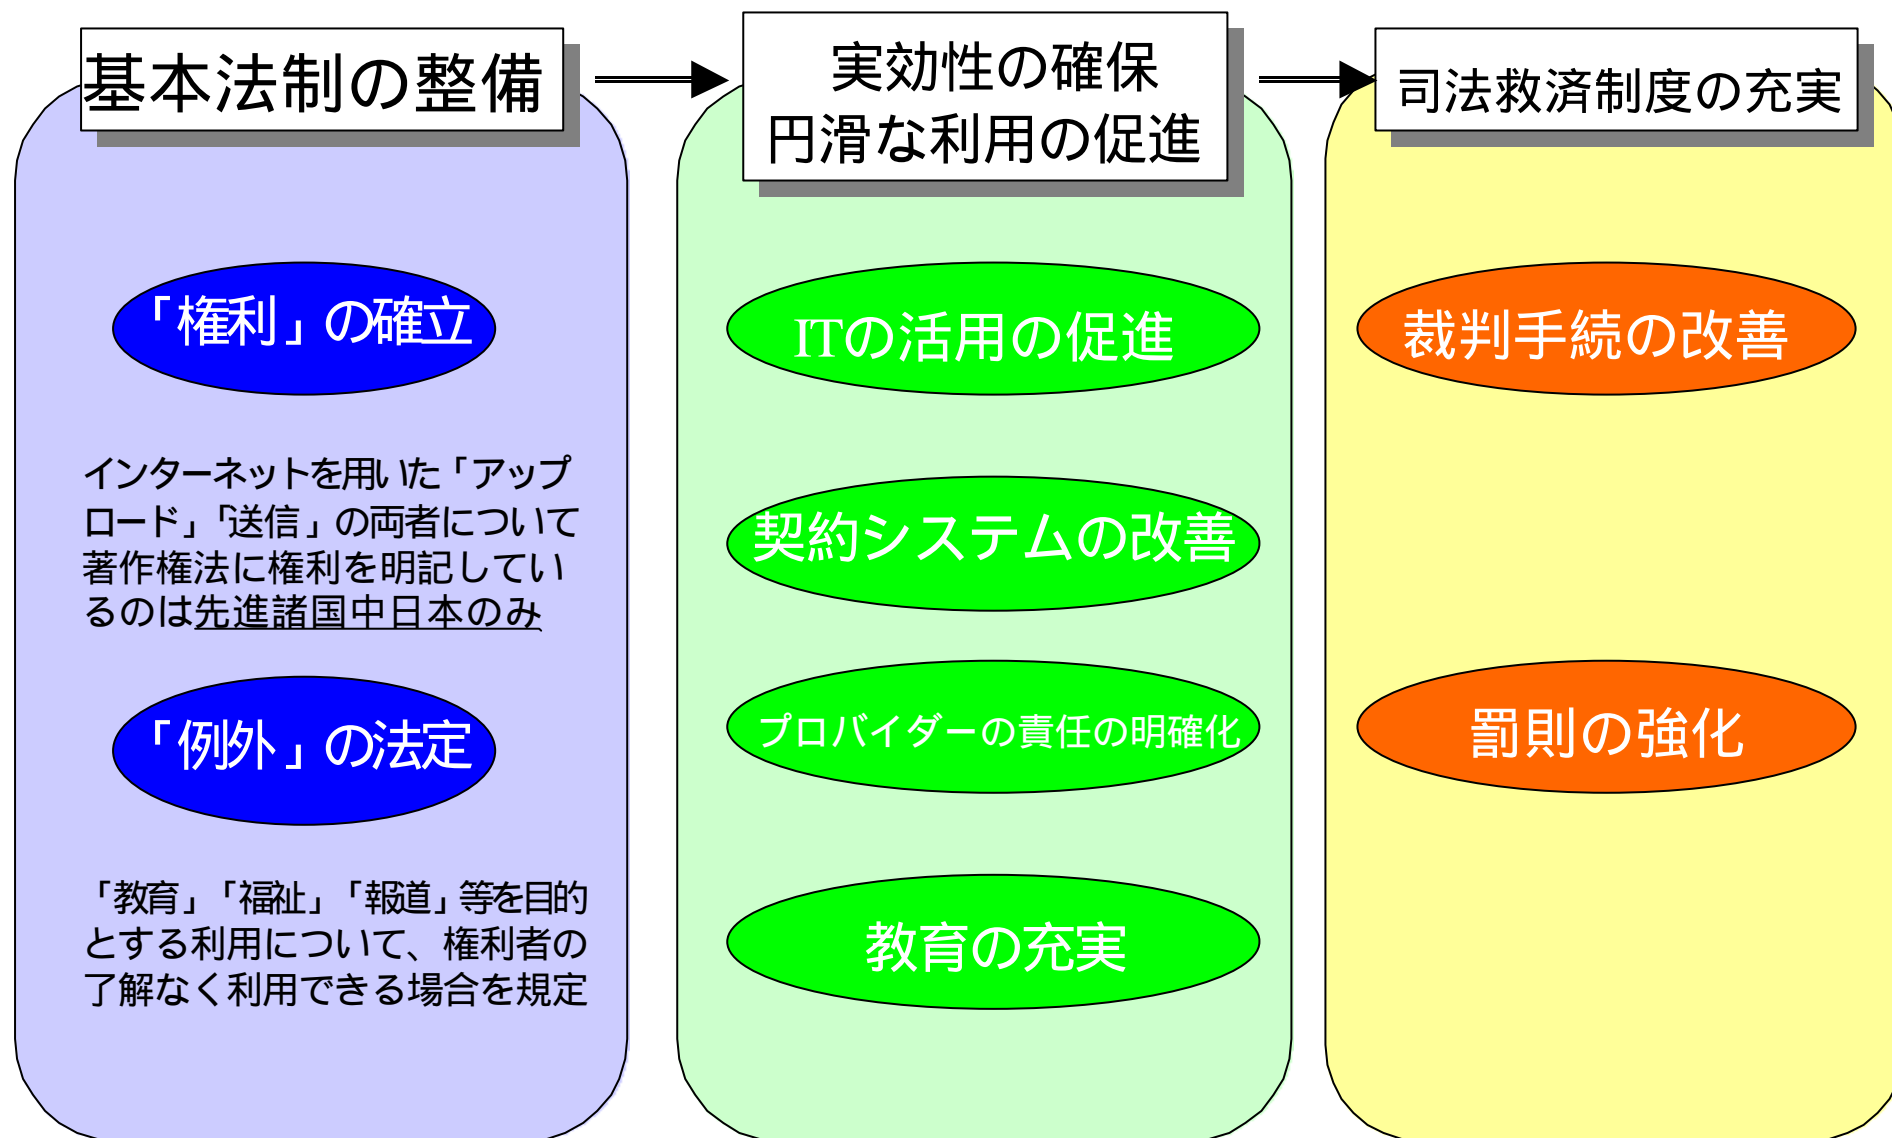 基本法制の整備
「権利」の確立
インターネットを用いた「アップ
ロード」「送信」の両者について
著作権法に権利を明記してい
るのは先進諸国中日本のみ
「例外」の法定
「教育」「福祉」「報道」等を目的
とする利用について、権利者の
了解なく利用できる場合を規定
実効性の確保
円滑な利用の促進
ITの活用の促進
契約システムの改善
プロバイダーの責任の明確化
教育の充実
司法救済制度の充実
裁判手続の改善
罰則の強化